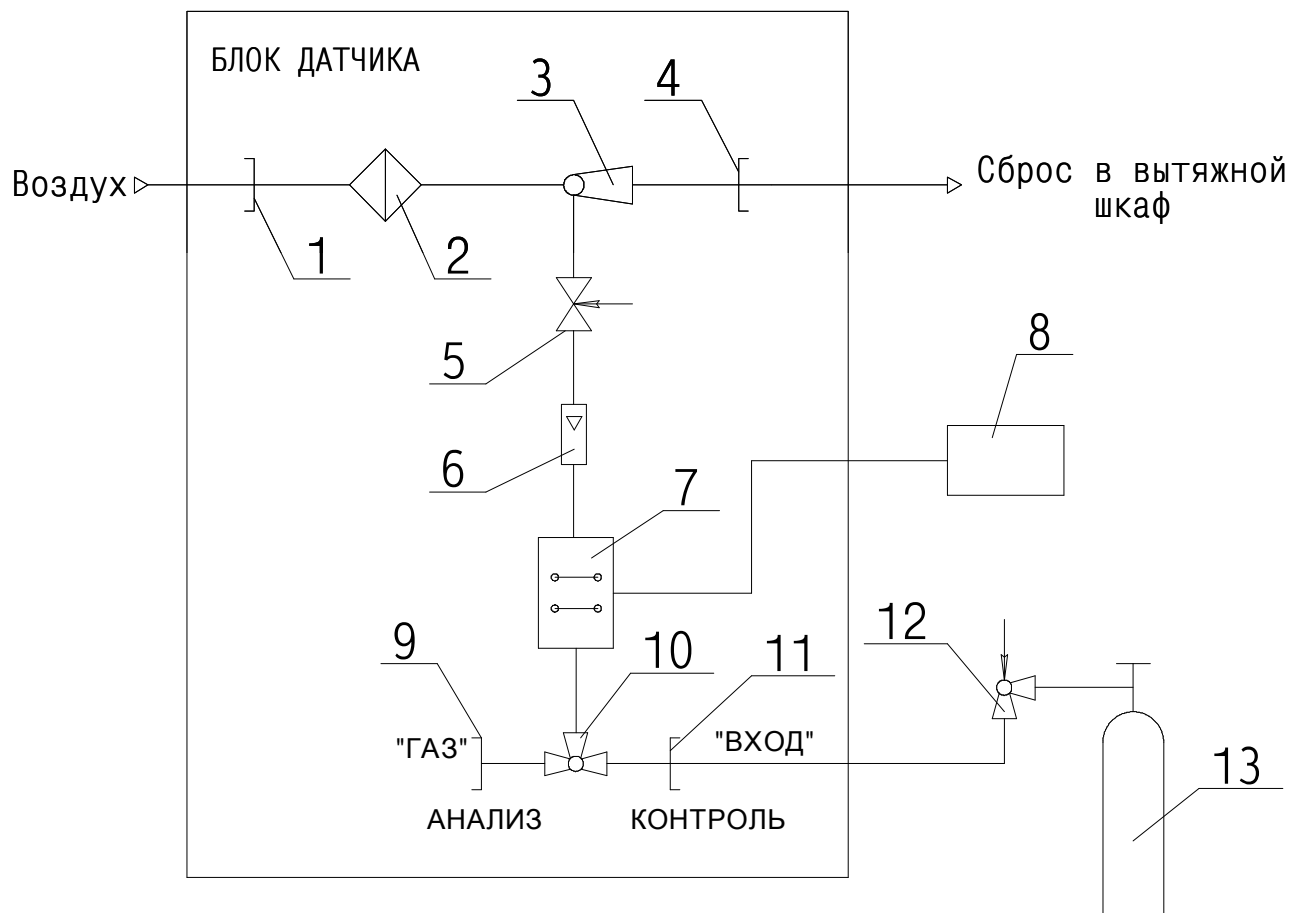 БЛОК ДАТЧИКА
3
4
Воздух
Сброс в вытяжной
шкаф
1
2
5
8
6
7
9
10
11
12
"ГАЗ"
"ВХОД"
13
АНАЛИЗ
КОНТРОЛЬ